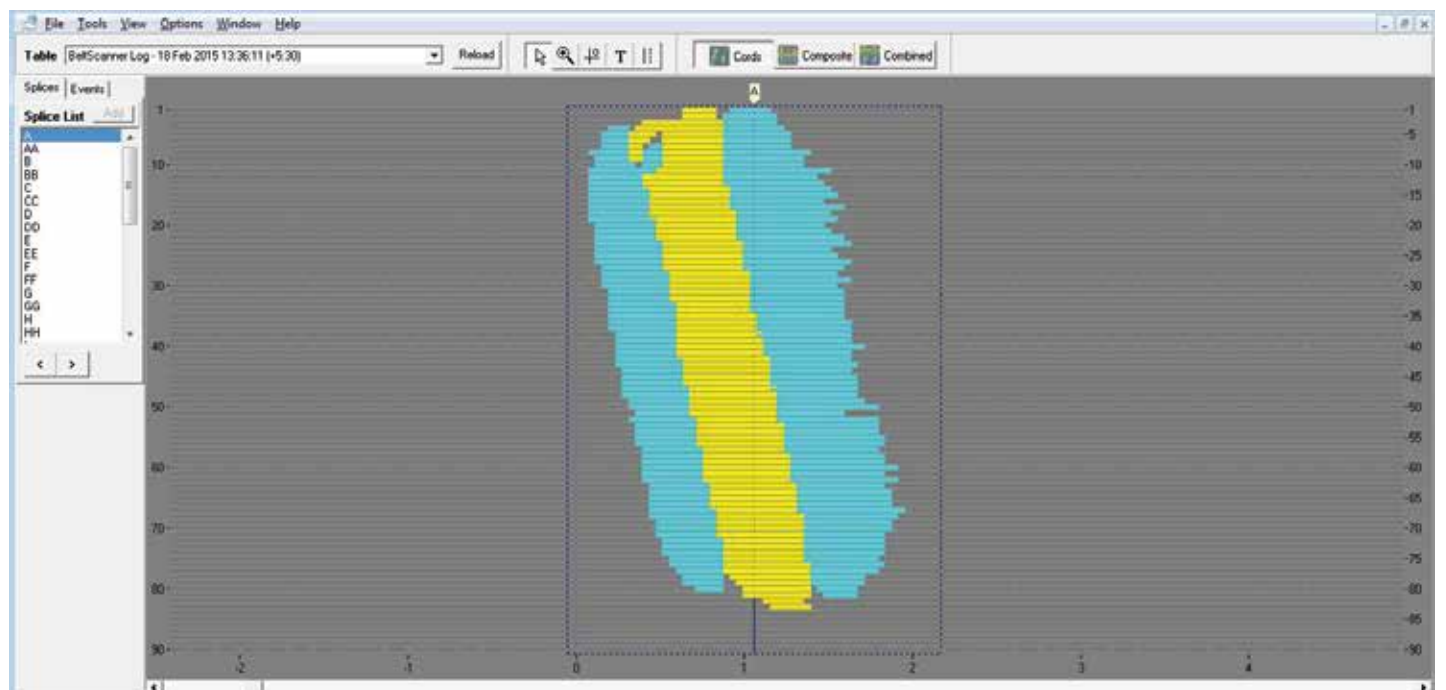 File Tools View Options Window Help
Table BeltScanner Log - 18 Feb 2015 13:36:11 (+5:30) Reload T Cords Composite Combined
Splices Events
Splice List Add
A
AA
B
BB
C
CC
D
DD
E
EE
F
FF
G
GG
H
HH
< >
A
1-
10-
20-
30-
40-
50-
60-
70-
80-
90-
-1
-5
-10
-15
-20
-25
-30
-35
-40
-45
-50
-55
-60
-65
-70
-75
-80
-85
-90
-2 -1 0 1 2 3 4